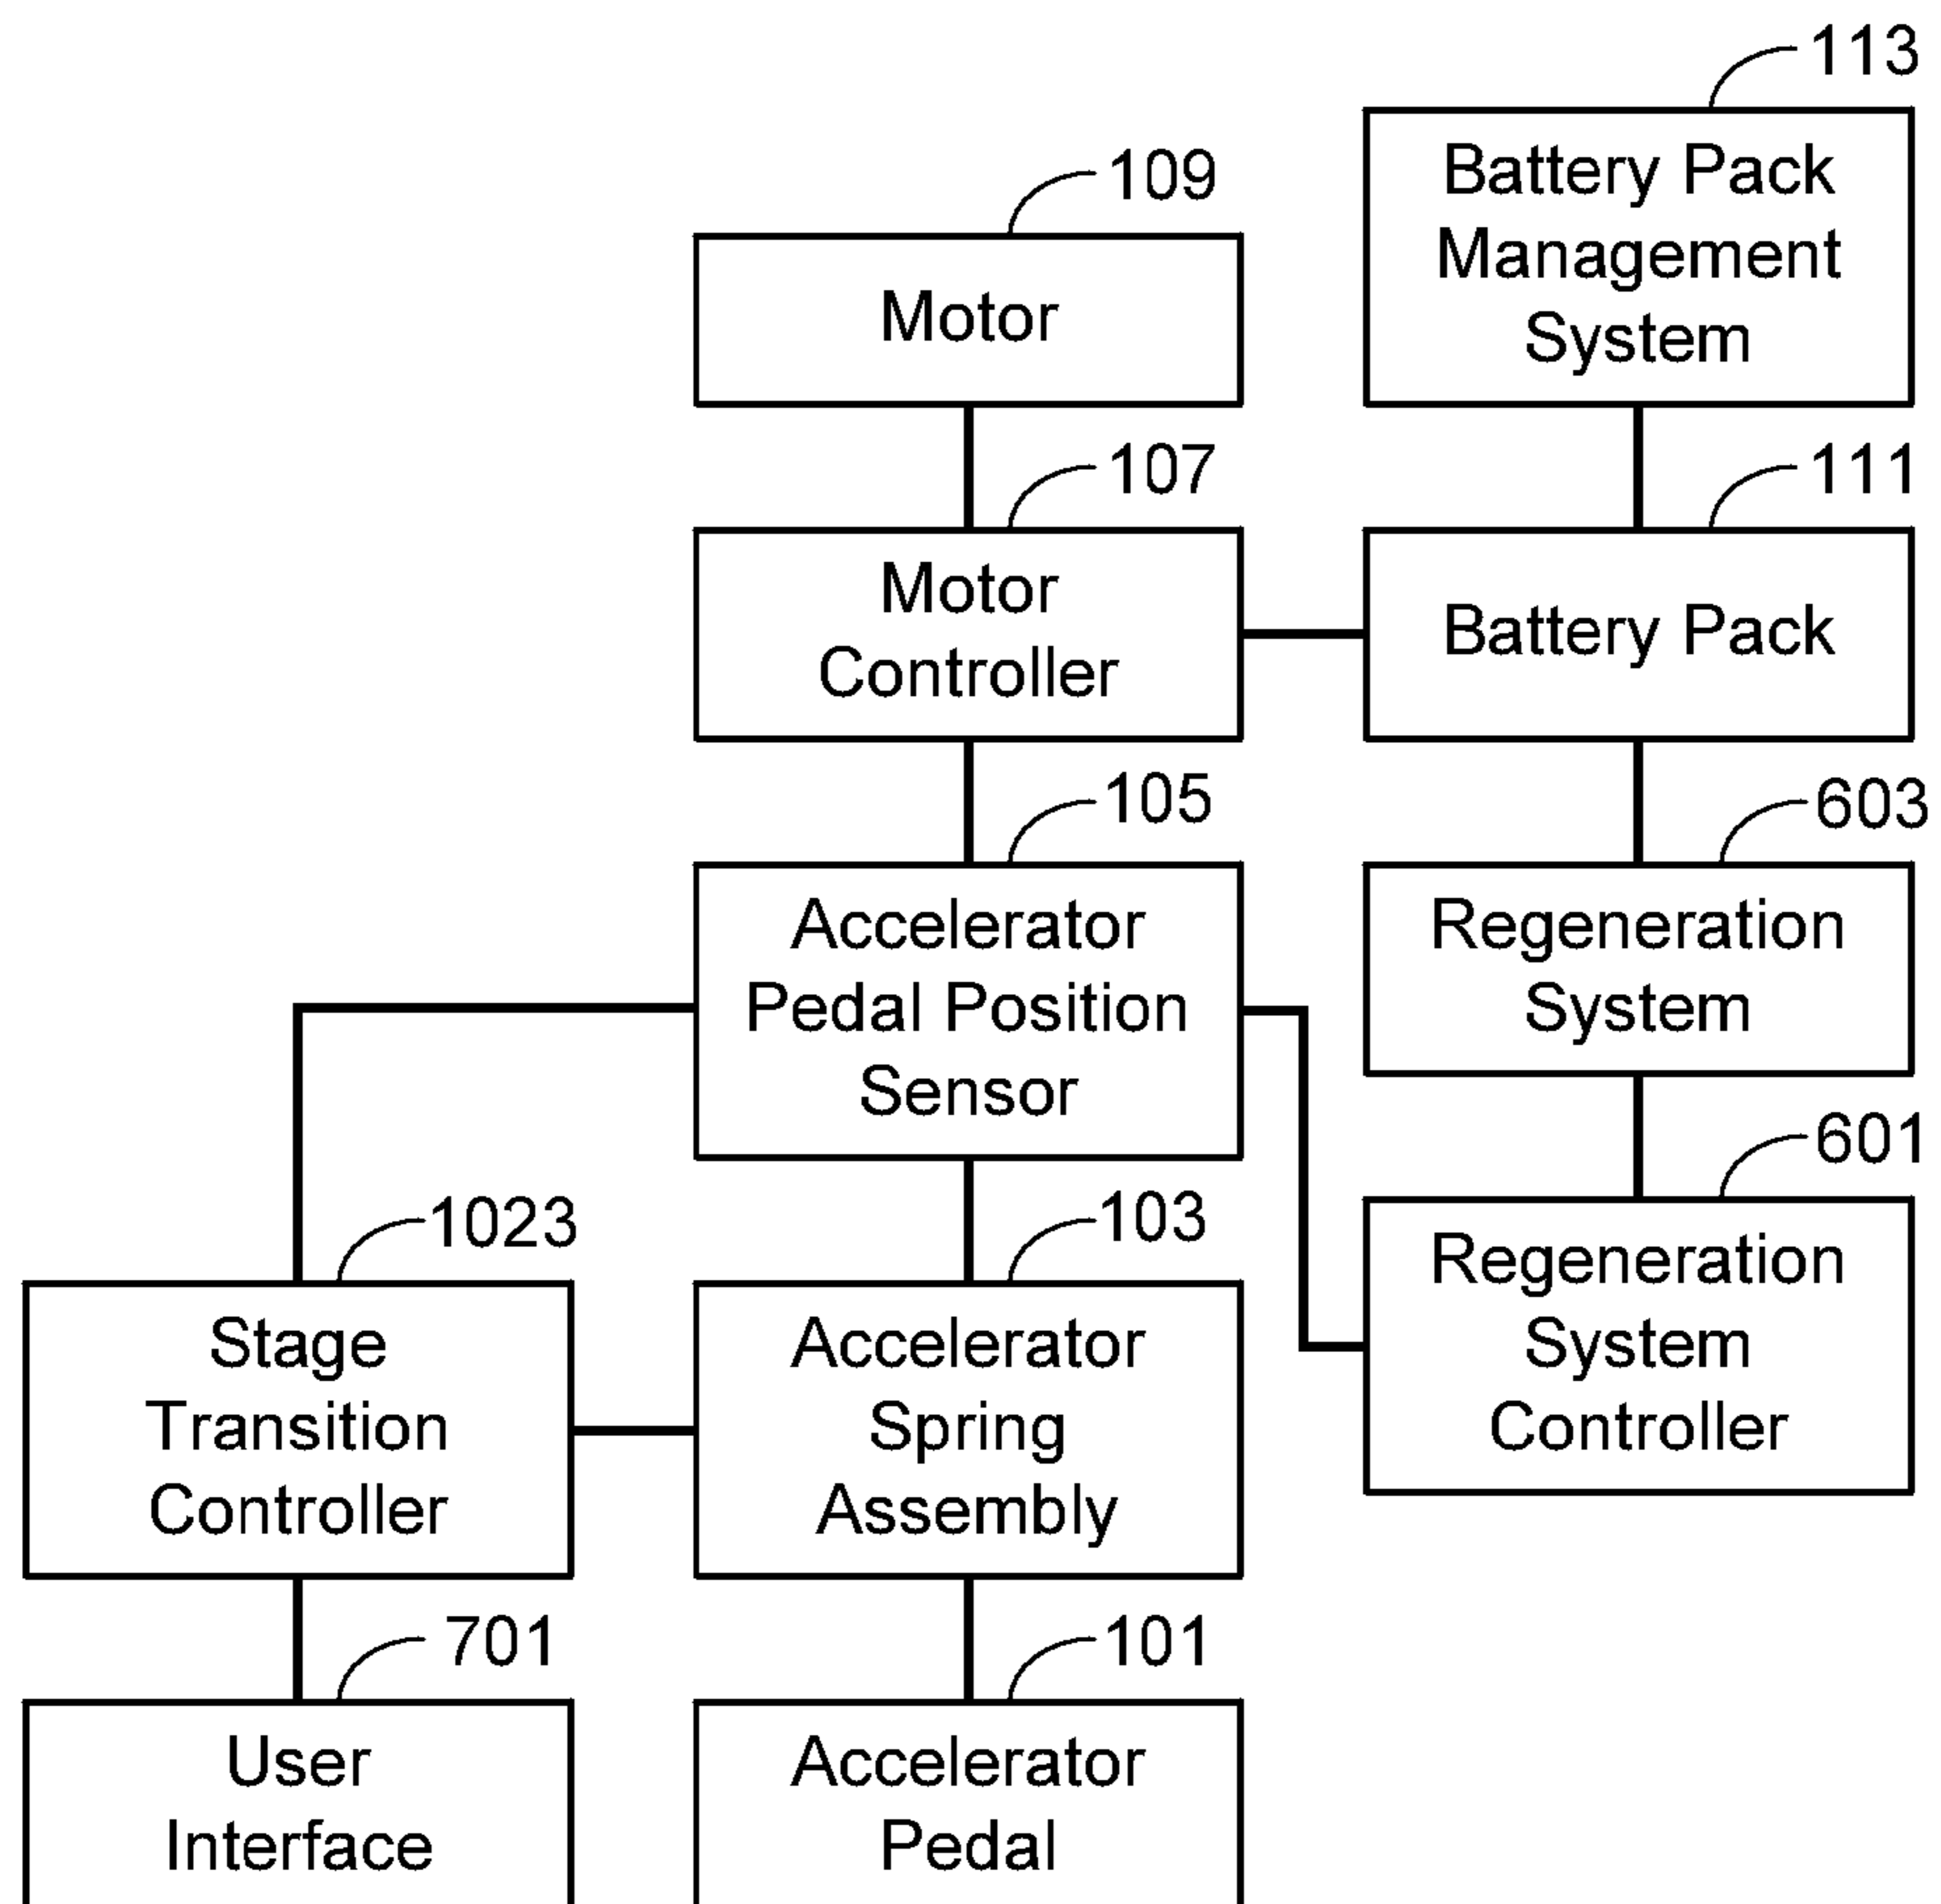 113
Battery Pack
Management
System
109
Motor
107
Motor
Controller
111
Battery Pack
105
Accelerator
Pedal Position
Sensor
603
Regeneration
System
601
Regeneration
System
Controller
1023
Stage
Transition
Controller
103
Accelerator
Spring
Assembly
701
User
Interface
101
Accelerator
Pedal